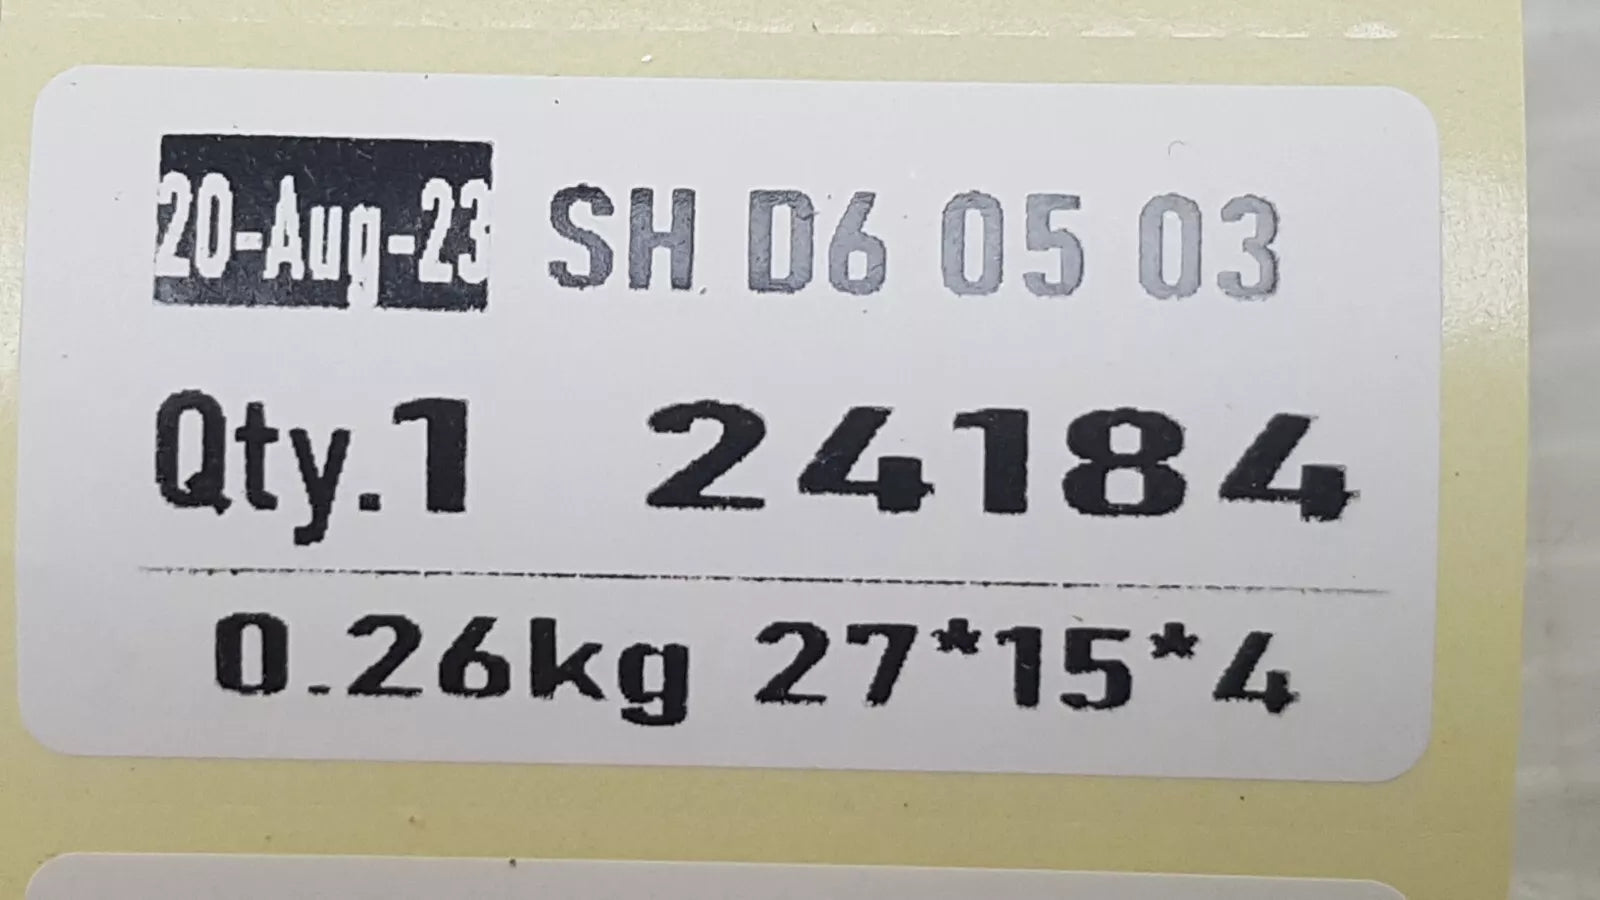 20-Aug-23 SH D6 05 03
Qty.1 24184
0.26kg 27*15*4